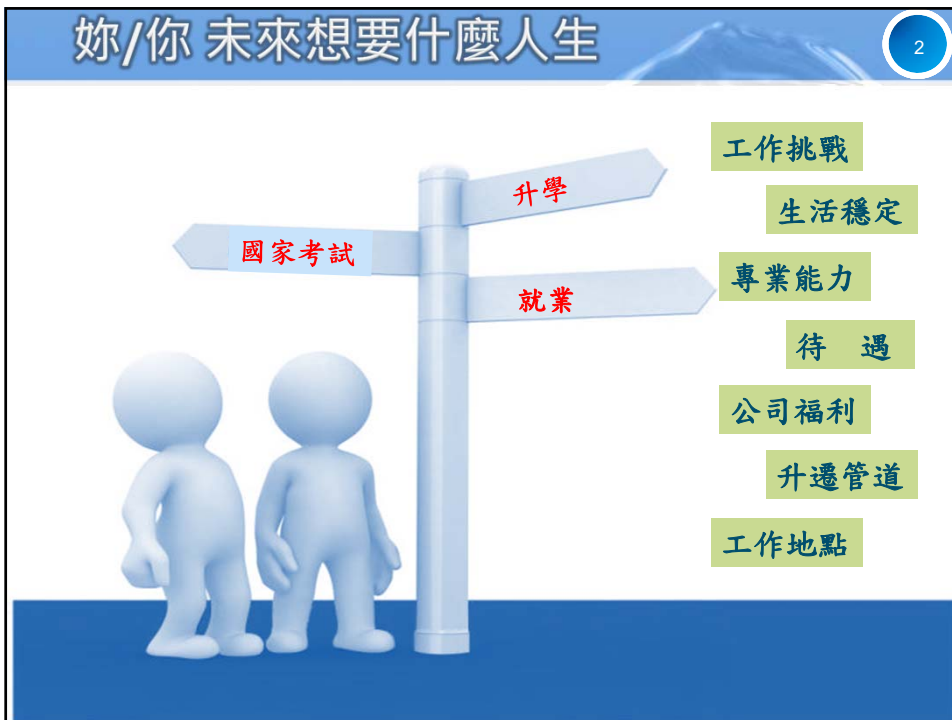 妳/你 未來想要什麼人生
2
升學
國家考試
就業
工作挑戰
生活穩定
專業能力
待　遇
公司福利
升遷管道
工作地點